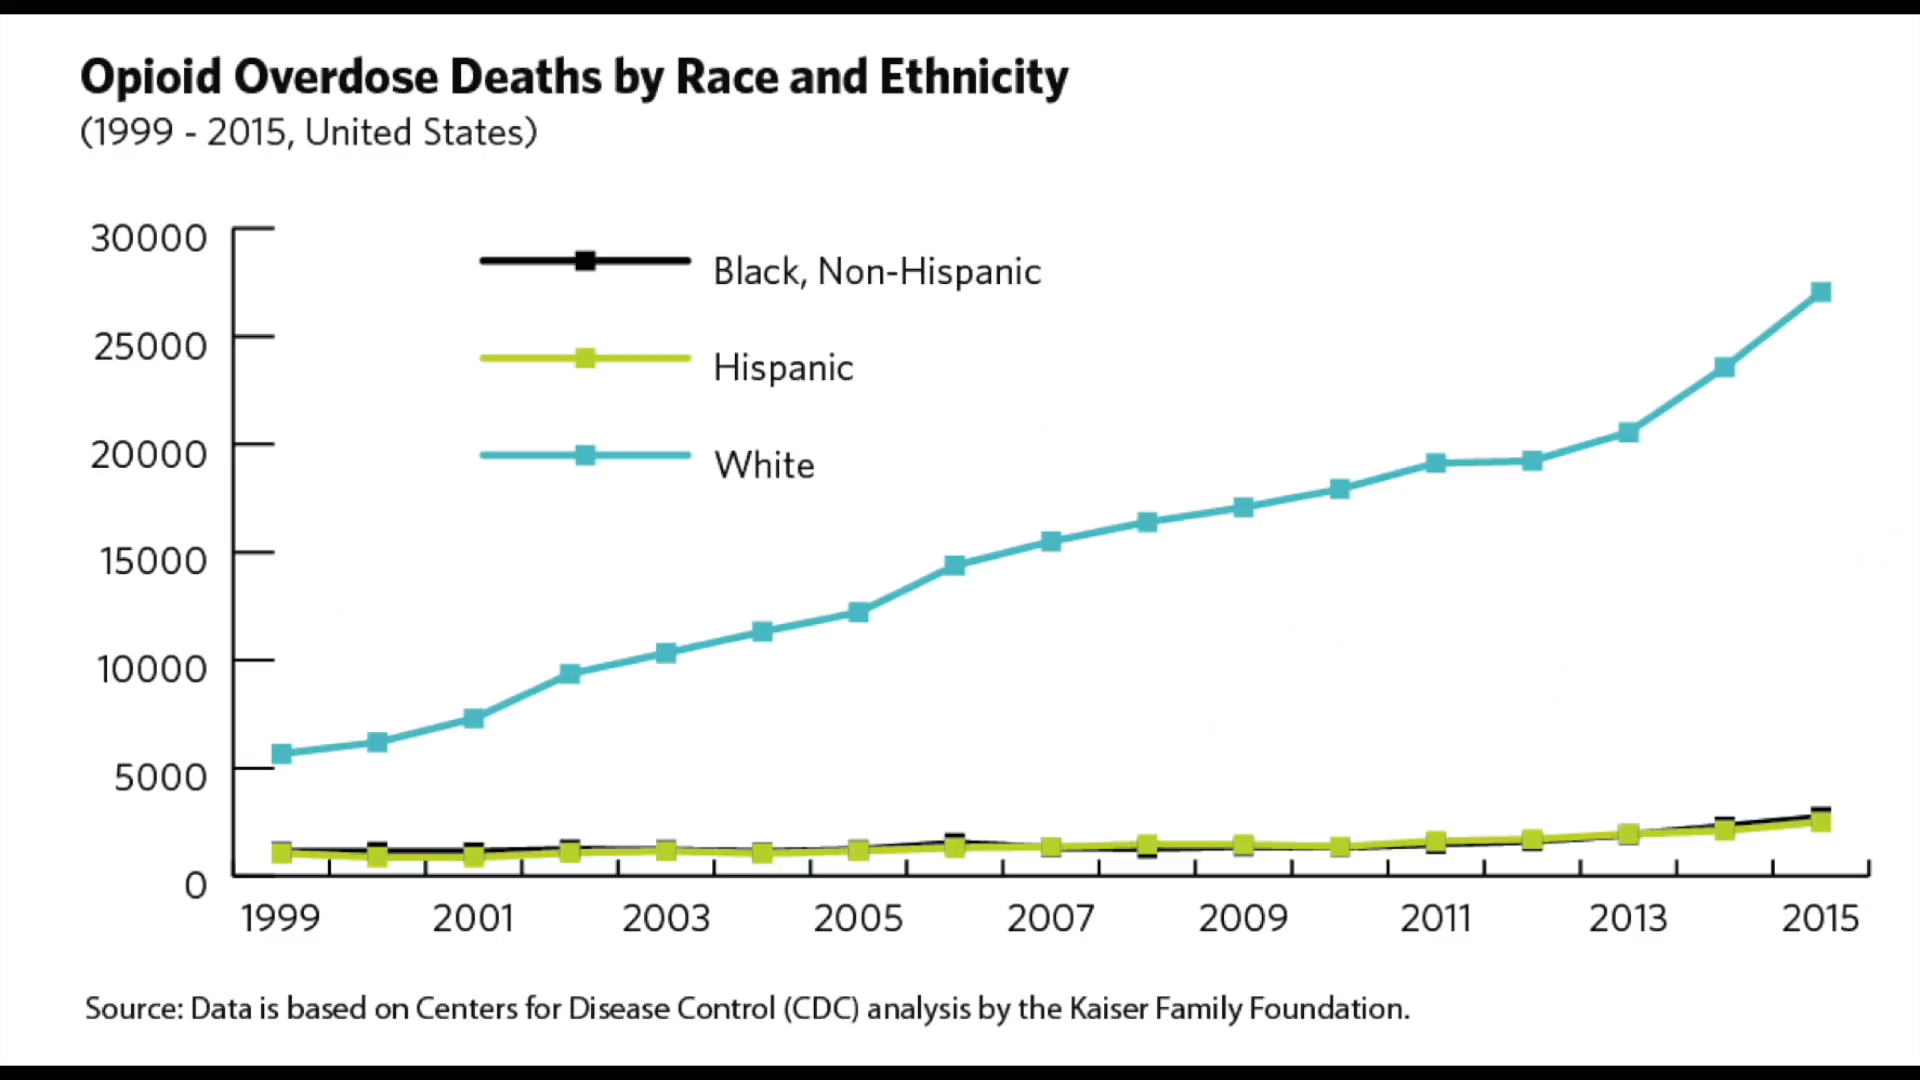 Opioid Overdose Deaths by Race and Ethnicity
(1999 - 2015, United States)
30000
25000
20000
15000
10000
5000
0
Black, Non-Hispanic
Hispanic
White
1999 2001 2003 2005 2007 2009 2011 2013 2015
Source: Data is based on Centers for Disease Control (CDC) analysis by the Kaiser Family Foundation.